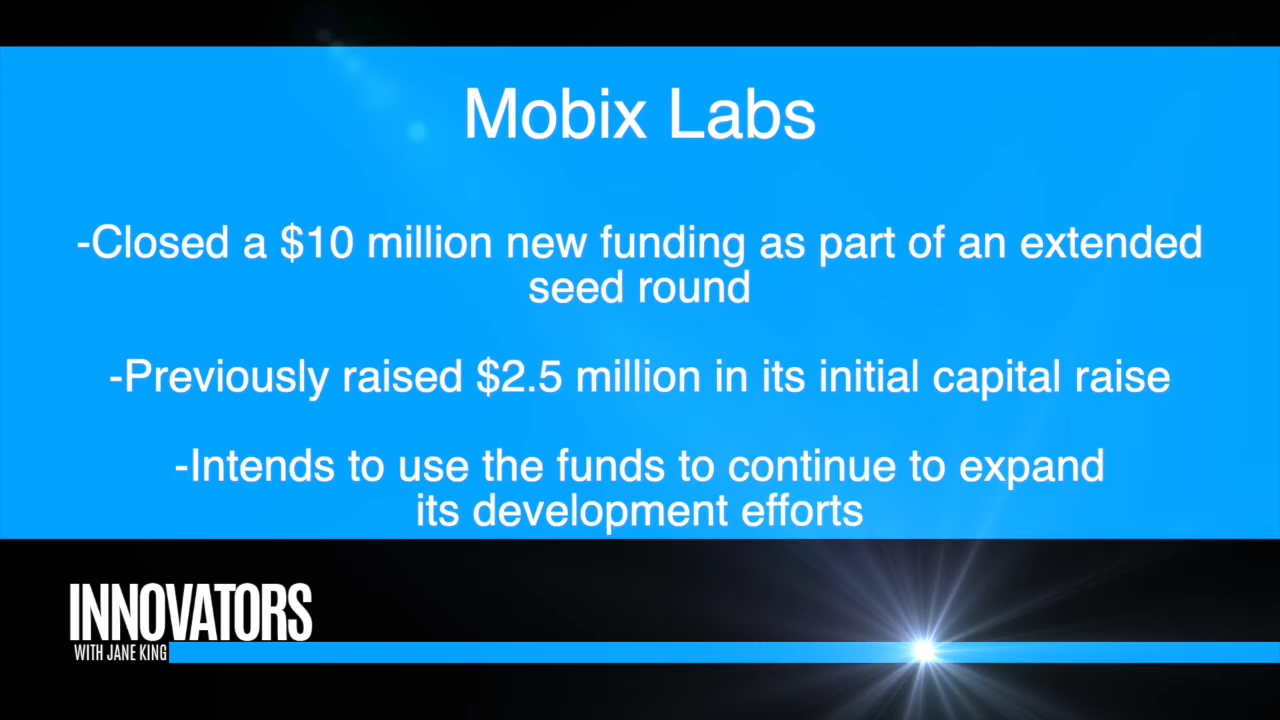 Mobix Labs
-Closed a $10 million new funding as part of an extended
seed round
-Previously raised $2.5 million in its initial capital raise
-Intends to use the funds to continue to expand
its development efforts
INNOVATORS
WITH JANE KING